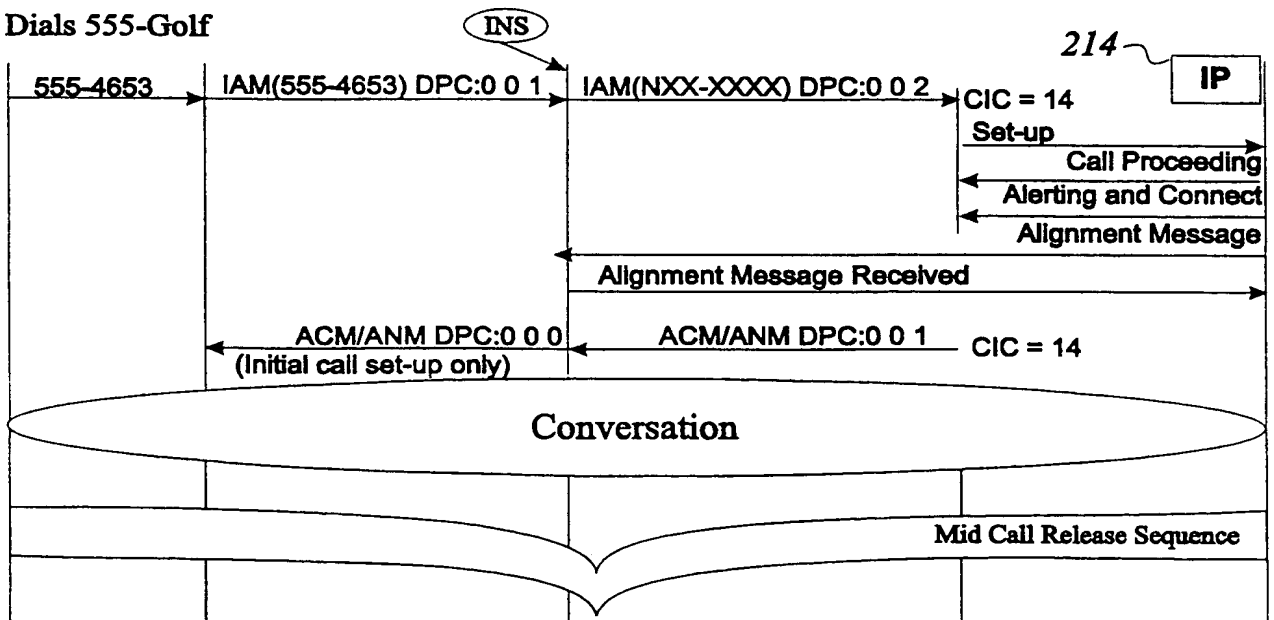 Dials 555-Golf
INS
214
IP
555-4653
IAM(555-4653) DPC:0 0 1
IAM(NXX-XXXX) DPC:0 0 2
CIC = 14
Set-up
Call Proceeding
Alerting and Connect
Alignment Message
Alignment Message Received
ACM/ANM DPC:0 0 0
ACM/ANM DPC:0 0 1
CIC = 14
(Initial call set-up only)
Conversation
Mid Call Release Sequence